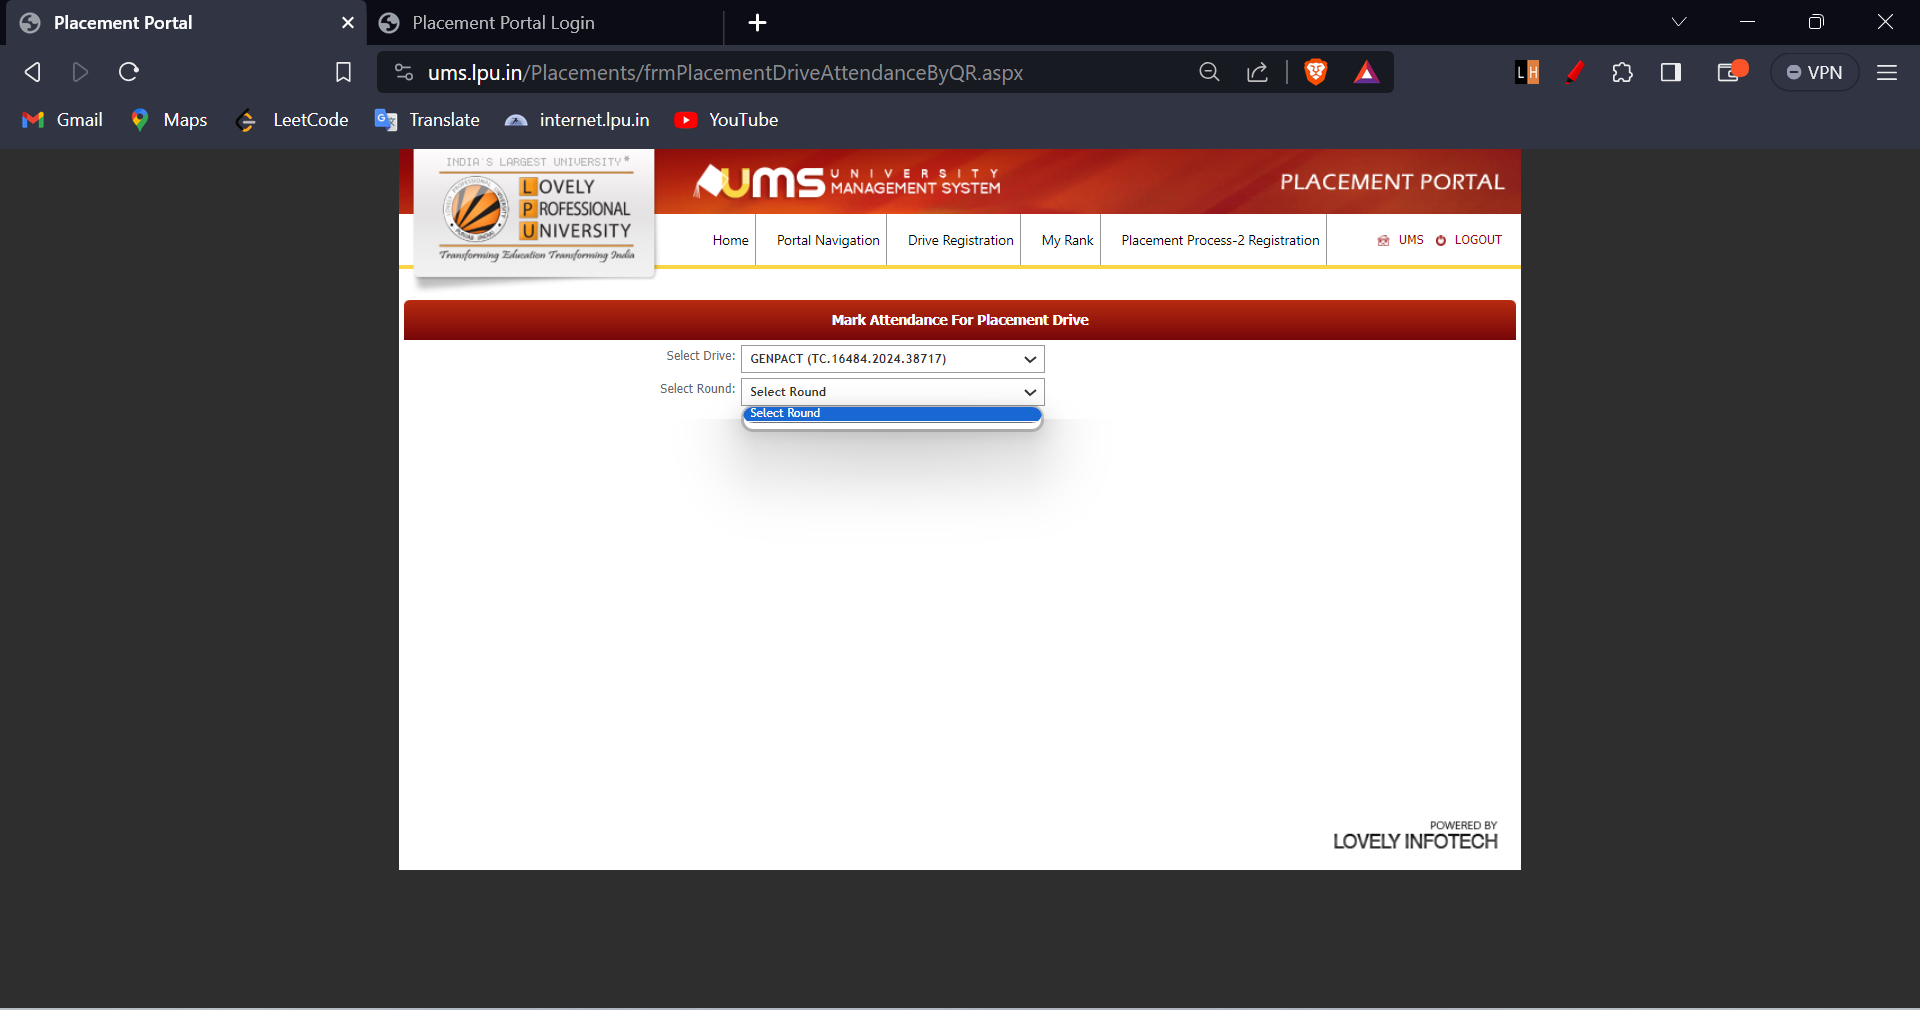 Placement Portal
Placement Portal Login
ums.lpu.in/Placements/frmPlacementDriveAttendanceByQR.aspx
LH
VPN
Gmail
Maps
LeetCode
Translate
internet.lpu.in
YouTube
INDIA'S LARGEST UNIVERSITY*
LOVELY
PROFESSIONAL
UNIVERSITY
Transforming Education Transforming India
UMS UNIVERSITY
MANAGEMENT SYSTEM
PLACEMENT PORTAL
Home
Portal Navigation
Drive Registration
My Rank
Placement Process-2 Registration
UMS
LOGOUT
Mark Attendance For Placement Drive
Select Drive: GENPACT (TC.16484.2024.38717)
Select Round: Select Round
Select Round
POWERED BY
LOVELY INFOTECH